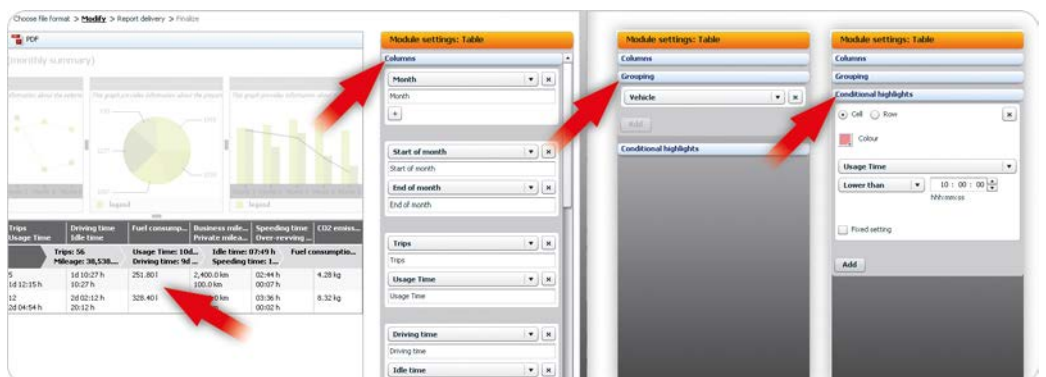 Choose file format > Modify > Report delivery > Finalize
PDF
(monthly summary)
legend
legend
Trips Driving time Fuel consump... Business mile... Speeding time CO2 emiss...
Usage Time Idle time Private milea... Over-revving ...
Trips: 56 Usage Time: 10d... Idle time: 07:49 h Fuel consumptio...
Mileage: 38,538.... Driving time: 9d ... Speeding time: 1...
5 1d 10:27 h 251.80 l 2,400.0 km 02:44 h 4.28 kg
1d 12:15 h 10:27 h 100.0 km 00:07 h
12 2d 02:12 h 328.40 l 0 km 03:36 h 8.32 kg
2d 04:54 h 20:12 h 00:02 h
Module settings: Table
Columns
Month
Month
+
Start of month
Start of month
End of month
End of month
Trips
Trips
Usage Time
Usage Time
Driving time
Driving time
Idle time
Module settings: Table
Columns
Grouping
Vehicle
Add
Conditional highlights
Module settings: Table
Columns
Grouping
Conditional highlights
Cell Row
Colour
Usage Time
Lower than 10 : 00 : 00
hhh:mm:ss
Fixed setting
Add